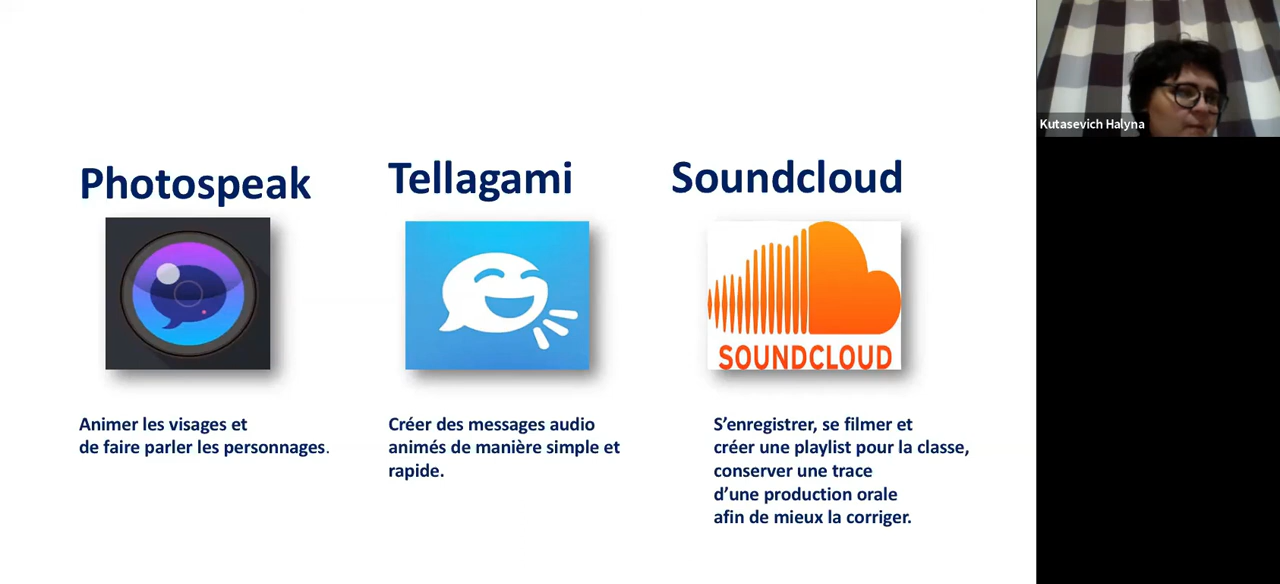 Photospeak
Tellagami
Soundcloud
SOUNDCLOUD
Animer les visages et
de faire parler les personnages.
Créer des messages audio
animés de manière simple et
rapide.
S’enregistrer, se filmer et
créer une playlist pour la classe,
conserver une trace
d’une production orale
afin de mieux la corriger.
Kutasevich Halyna